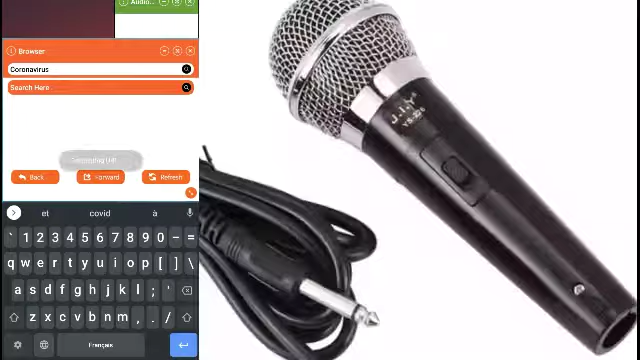 Audio...
Browser
Coronavirus
Search Here
Back Forward Refresh
et covid à
` 1 2 3 4 5 6 7 8 9 0 - =
q w e r t y u i o p [ ] \
a s d f g h j k l ; '
z x c v b n m , . /
Français
J.I.Y